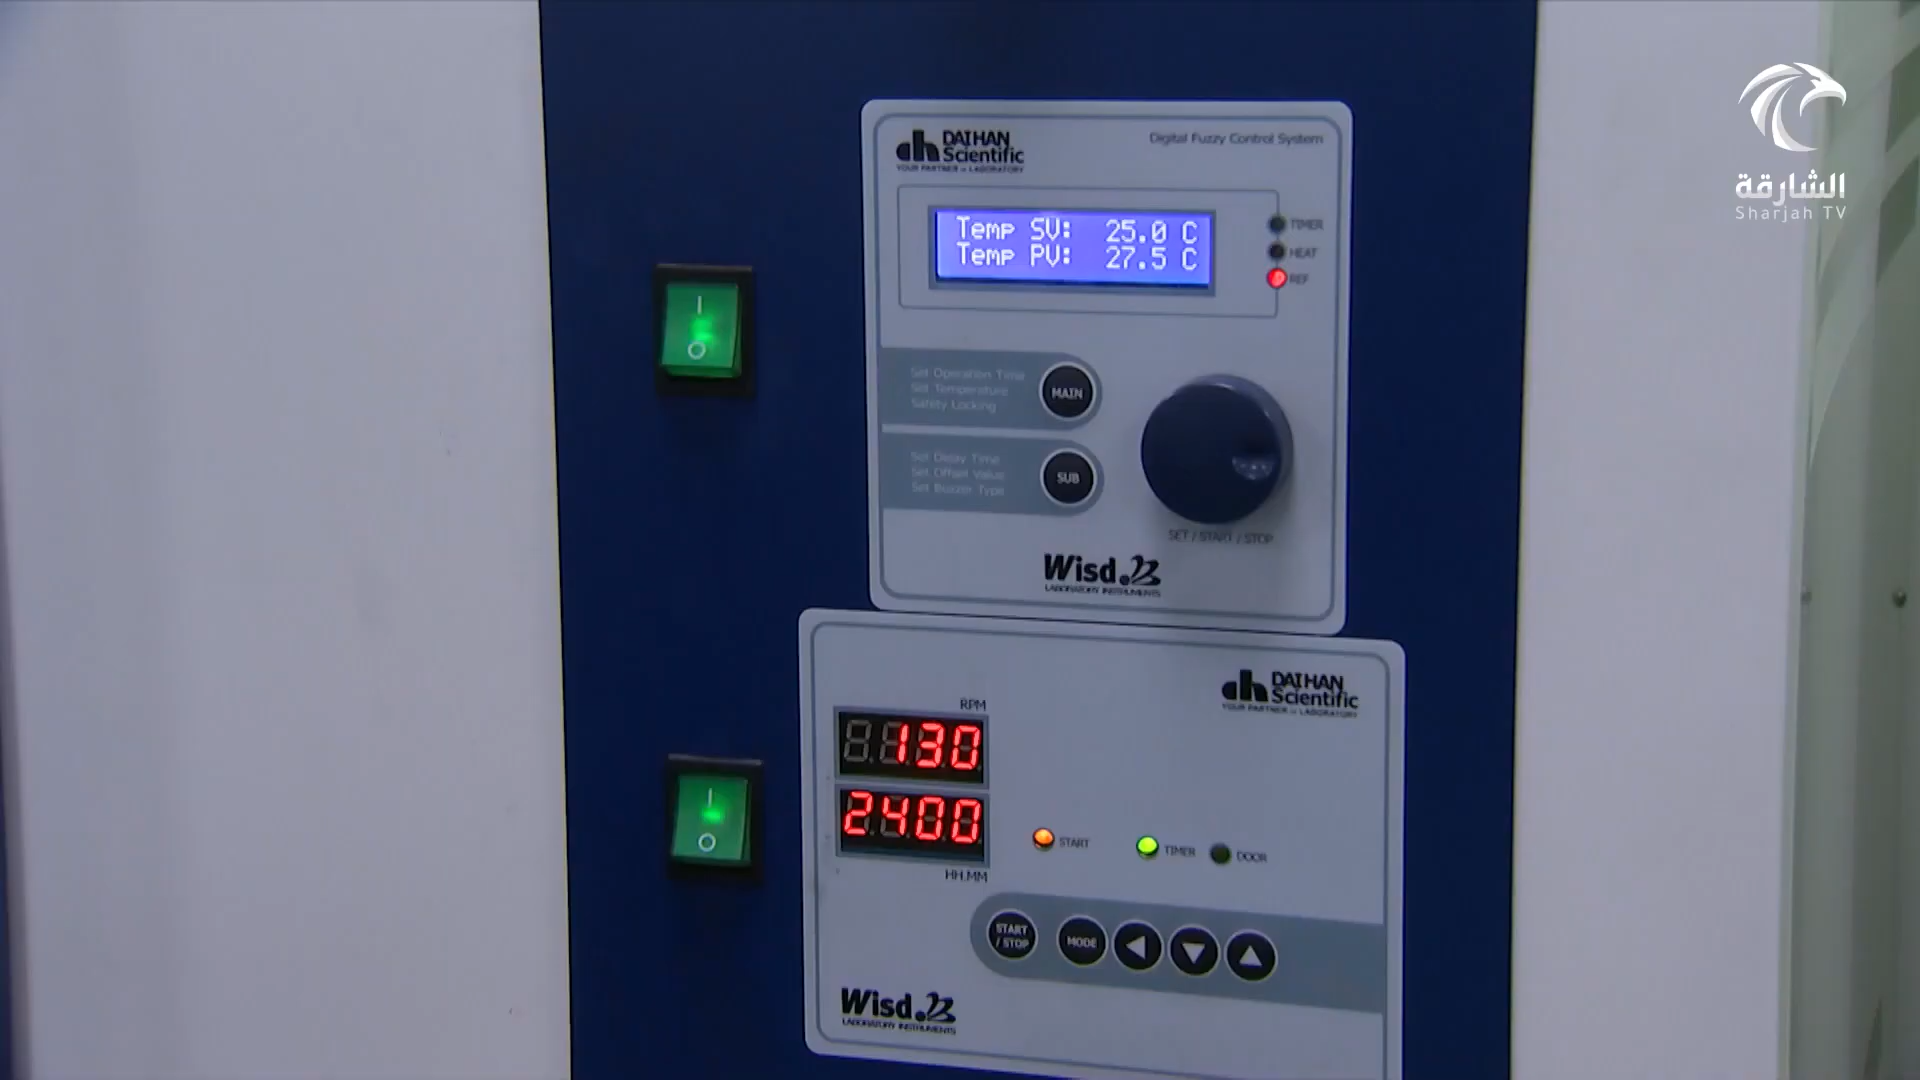 الشارقة
Sharjah TV
dh DAIHAN Scientific
YOUR PARTNER in LABORATORY
Digital Fuzzy Control System
Temp SV: 25.0 C
Temp PV: 27.5 C
TIMER
HEAT
REF
I
O
Set Operation Time
Set Temperature
Safety Locking
MAIN
Set Delay Time
Set Offset Value
Set Buzzer Type
SUB
SET / START / STOP
Wisd.
LABORATORY INSTRUMENTS
dh DAIHAN Scientific
YOUR PARTNER in LABORATORY
RPM
130
2400
HH.MM
START
TIMER
DOOR
I
O
START / STOP
MODE
Wisd.
LABORATORY INSTRUMENTS